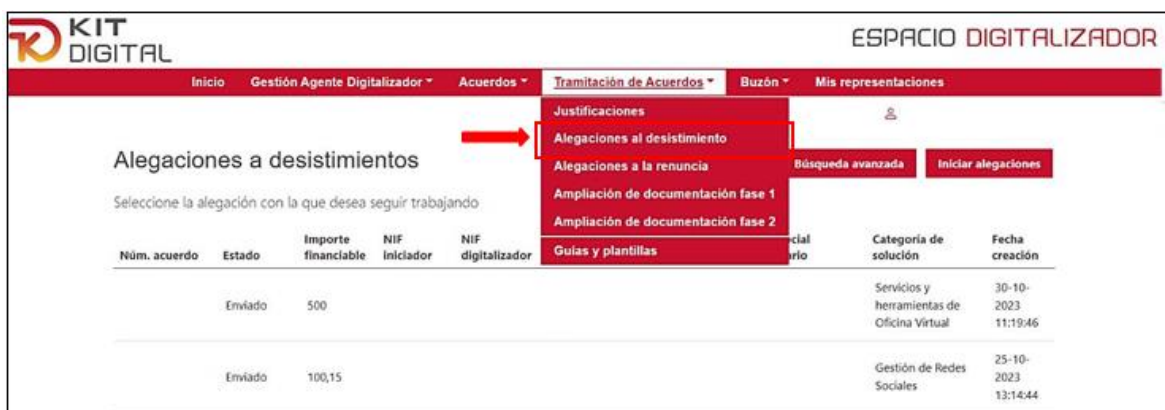 KIT
DIGITAL
ESPACIO DIGITALIZADOR
Inicio Gestión Agente Digitalizador Acuerdos Tramitación de Acuerdos Buzón Mis representaciones
Justificaciones
Alegaciones al desistimiento
Alegaciones a la renuncia
Ampliación de documentación fase 1
Ampliación de documentación fase 2
Guías y plantillas
Alegaciones a desistimientos
Búsqueda avanzada Iniciar alegaciones
Seleccione la alegación con la que desea seguir trabajando
Núm. acuerdo Estado Importe financiable NIF iniciador NIF digitalizador Categoría de solución Fecha creación
Enviado 500 Servicios y herramientas de Oficina Virtual 30-10-2023 11:19:46
Enviado 100,15 Gestión de Redes Sociales 25-10-2023 13:14:44